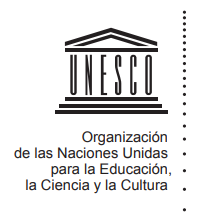 UNESCO
Organización
de las Naciones Unidas
para la Educación,
la Ciencia y la Cultura